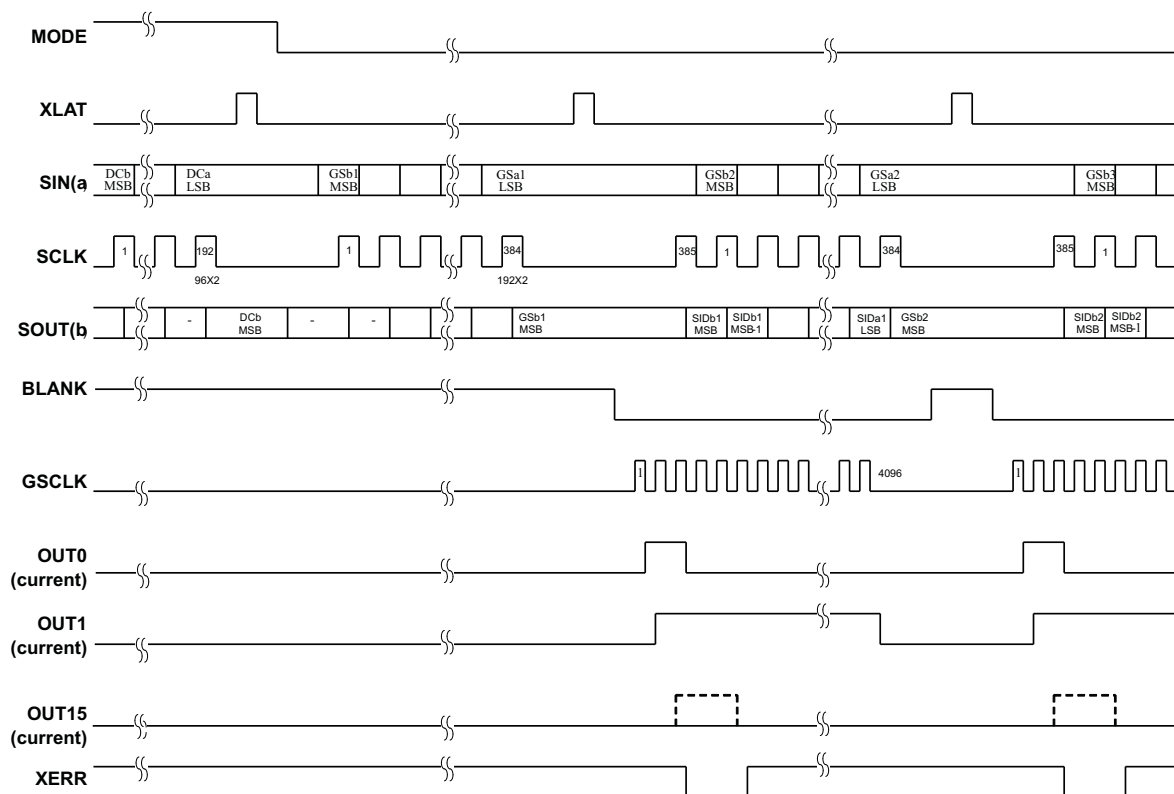 MODE
XLAT
SIN(a)
DCb
MSB
DCa
LSB
GSb1
MSB
GSa1
LSB
GSb2
MSB
GSa2
LSB
GSb3
MSB
SCLK
1
192
96X2
1
384
192X2
385
1
384
385
1
SOUT(b)
-
DCb
MSB
-
-
GSb1
MSB
SIDb1
MSB
SIDb1
MSB-1
SIDa1
LSB
GSb2
MSB
SIDb2
MSB
SIDb2
MSB-1
BLANK
GSCLK
1
4096
1
OUT0
(current)
OUT1
(current)
OUT15
(current)
XERR